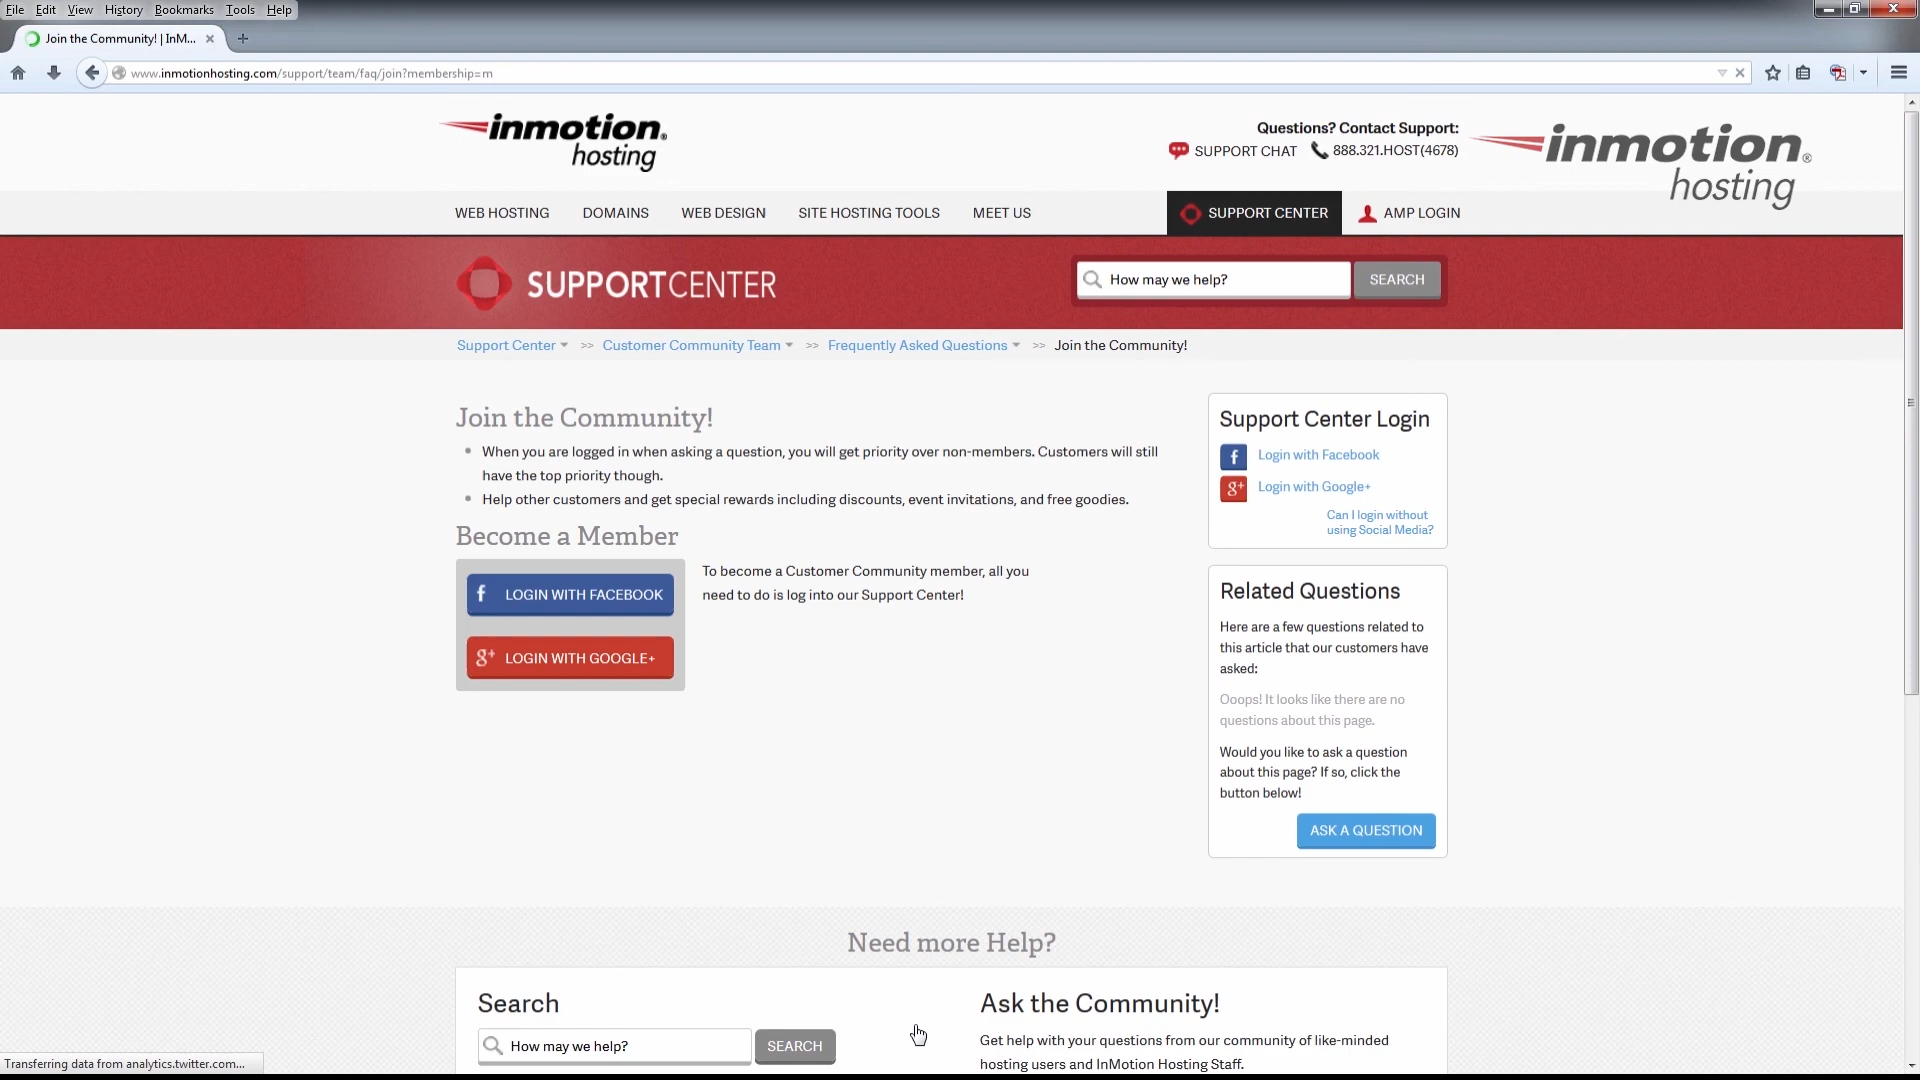 File Edit View History Bookmarks Tools Help
Join the Community! | InM...
www.inmotionhosting.com/support/team/faq/join?membership=m
inmotion®
hosting
Questions? Contact Support:
SUPPORT CHAT 888.321.HOST(4678)
inmotion®
hosting
WEB HOSTING DOMAINS WEB DESIGN SITE HOSTING TOOLS MEET US SUPPORT CENTER AMP LOGIN
SUPPORTCENTER
How may we help? SEARCH
Support Center >> Customer Community Team >> Frequently Asked Questions >> Join the Community!
Join the Community!
When you are logged in when asking a question, you will get priority over non-members. Customers will still
have the top priority though.
Help other customers and get special rewards including discounts, event invitations, and free goodies.
Become a Member
f LOGIN WITH FACEBOOK
g+ LOGIN WITH GOOGLE+
To become a Customer Community member, all you
need to do is log into our Support Center!
Support Center Login
f Login with Facebook
g+ Login with Google+
Can I login without
using Social Media?
Related Questions
Here are a few questions related to
this article that our customers have
asked:
Ooops! It looks like there are no
questions about this page.
Would you like to ask a question
about this page? If so, click the
button below!
ASK A QUESTION
Need more Help?
Search
How may we help? SEARCH
Ask the Community!
Get help with your questions from our community of like-minded
hosting users and InMotion Hosting Staff.
Transferring data from analytics.twitter.com...